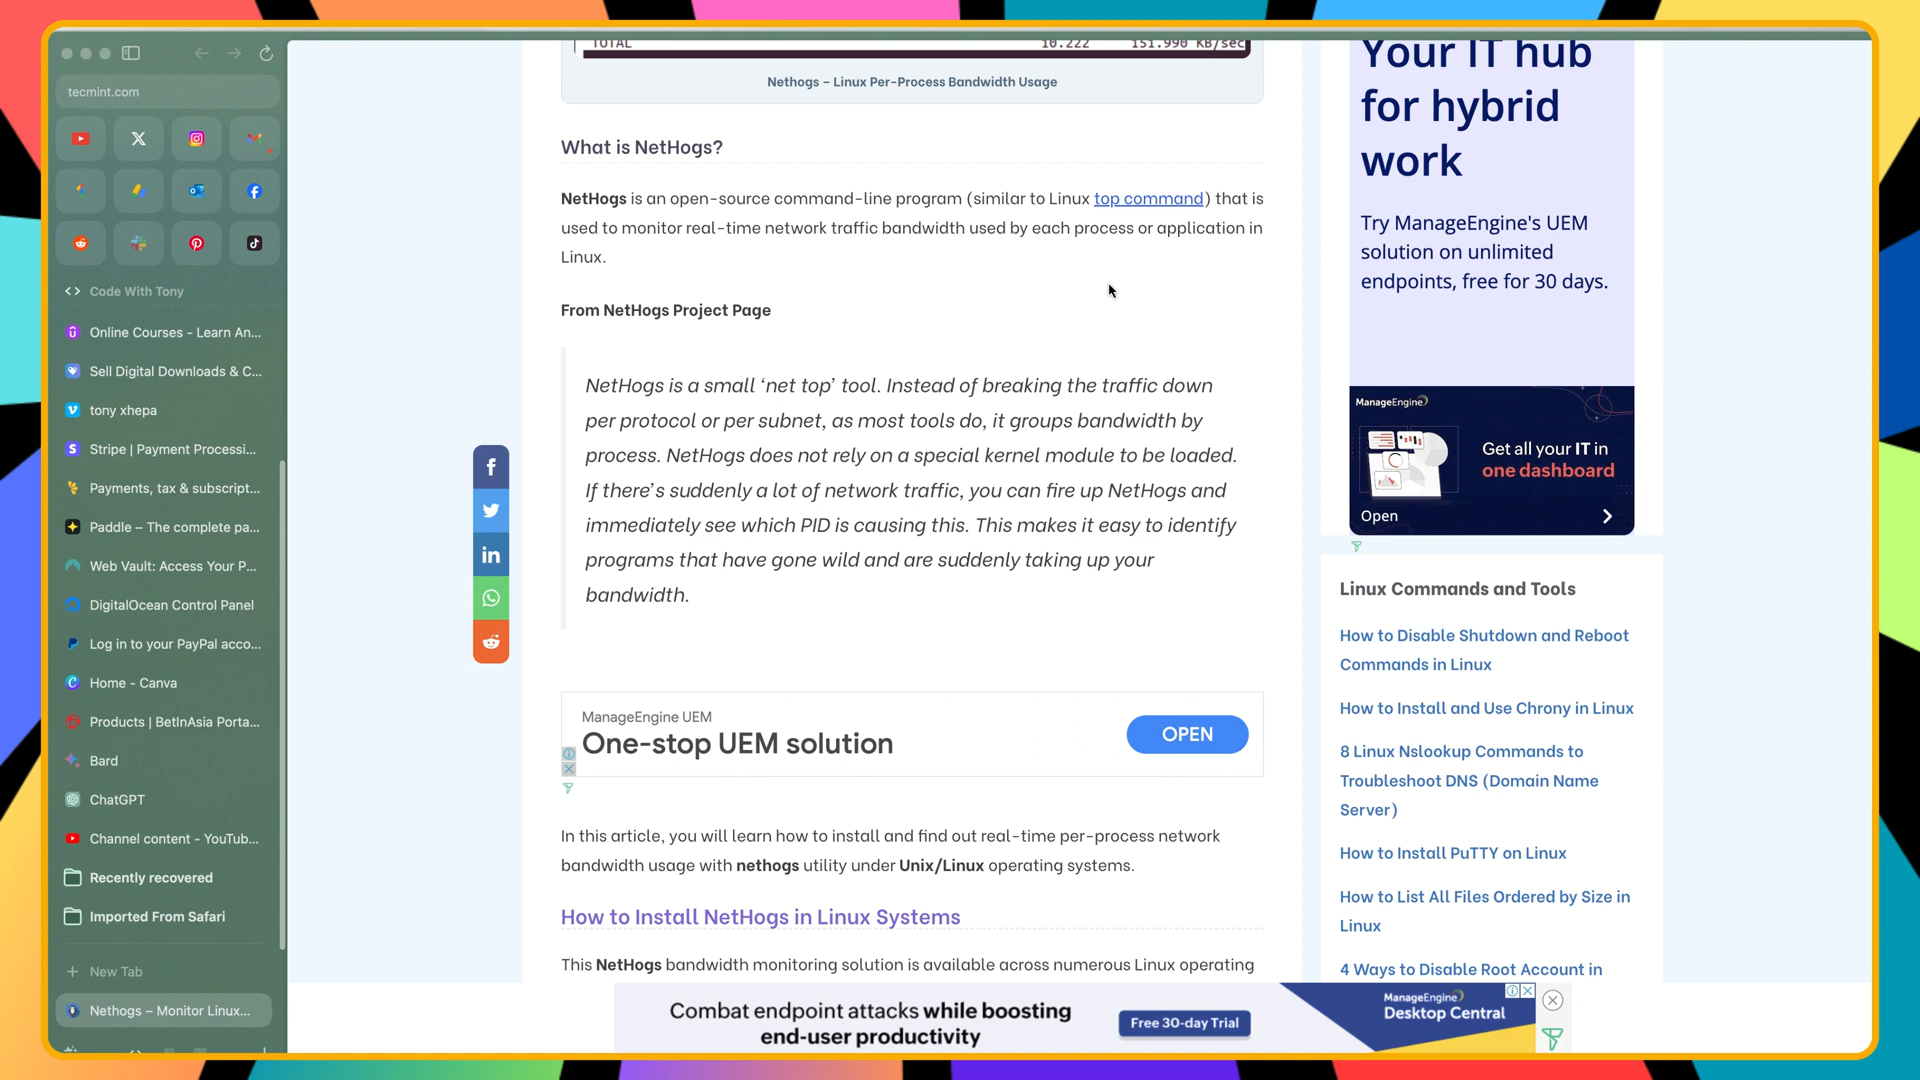 tecmint.com
Code With Tony
Online Courses - Learn An...
Sell Digital Downloads & C...
tony xhepa
Stripe | Payment Processi...
Payments, tax & subscript...
Paddle – The complete pa...
Web Vault: Access Your P...
DigitalOcean Control Panel
Log in to your PayPal acco...
Home - Canva
Products | BetInAsia Porta...
Bard
ChatGPT
Channel content - YouTub...
Recently recovered
Imported From Safari
New Tab
Nethogs – Monitor Linux...
TOTAL 10.222 151.990 KB/sec
Nethogs – Linux Per-Process Bandwidth Usage
What is NetHogs?
NetHogs is an open-source command-line program (similar to Linux top command) that is
used to monitor real-time network traffic bandwidth used by each process or application in
Linux.
From NetHogs Project Page
NetHogs is a small ‘net top’ tool. Instead of breaking the traffic down
per protocol or per subnet, as most tools do, it groups bandwidth by
process. NetHogs does not rely on a special kernel module to be loaded.
If there’s suddenly a lot of network traffic, you can fire up NetHogs and
immediately see which PID is causing this. This makes it easy to identify
programs that have gone wild and are suddenly taking up your
bandwidth.
ManageEngine UEM
One-stop UEM solution
OPEN
In this article, you will learn how to install and find out real-time per-process network
bandwidth usage with nethogs utility under Unix/Linux operating systems.
How to Install NetHogs in Linux Systems
This NetHogs bandwidth monitoring solution is available across numerous Linux operating
Your IT hub
for hybrid
work
Try ManageEngine's UEM
solution on unlimited
endpoints, free for 30 days.
ManageEngine
Get all your IT in
one dashboard
Open
Linux Commands and Tools
How to Disable Shutdown and Reboot
Commands in Linux
How to Install and Use Chrony in Linux
8 Linux Nslookup Commands to
Troubleshoot DNS (Domain Name
Server)
How to Install PuTTY on Linux
How to List All Files Ordered by Size in
Linux
4 Ways to Disable Root Account in
Combat endpoint attacks while boosting
end-user productivity
Free 30-day Trial
ManageEngine
Desktop Central